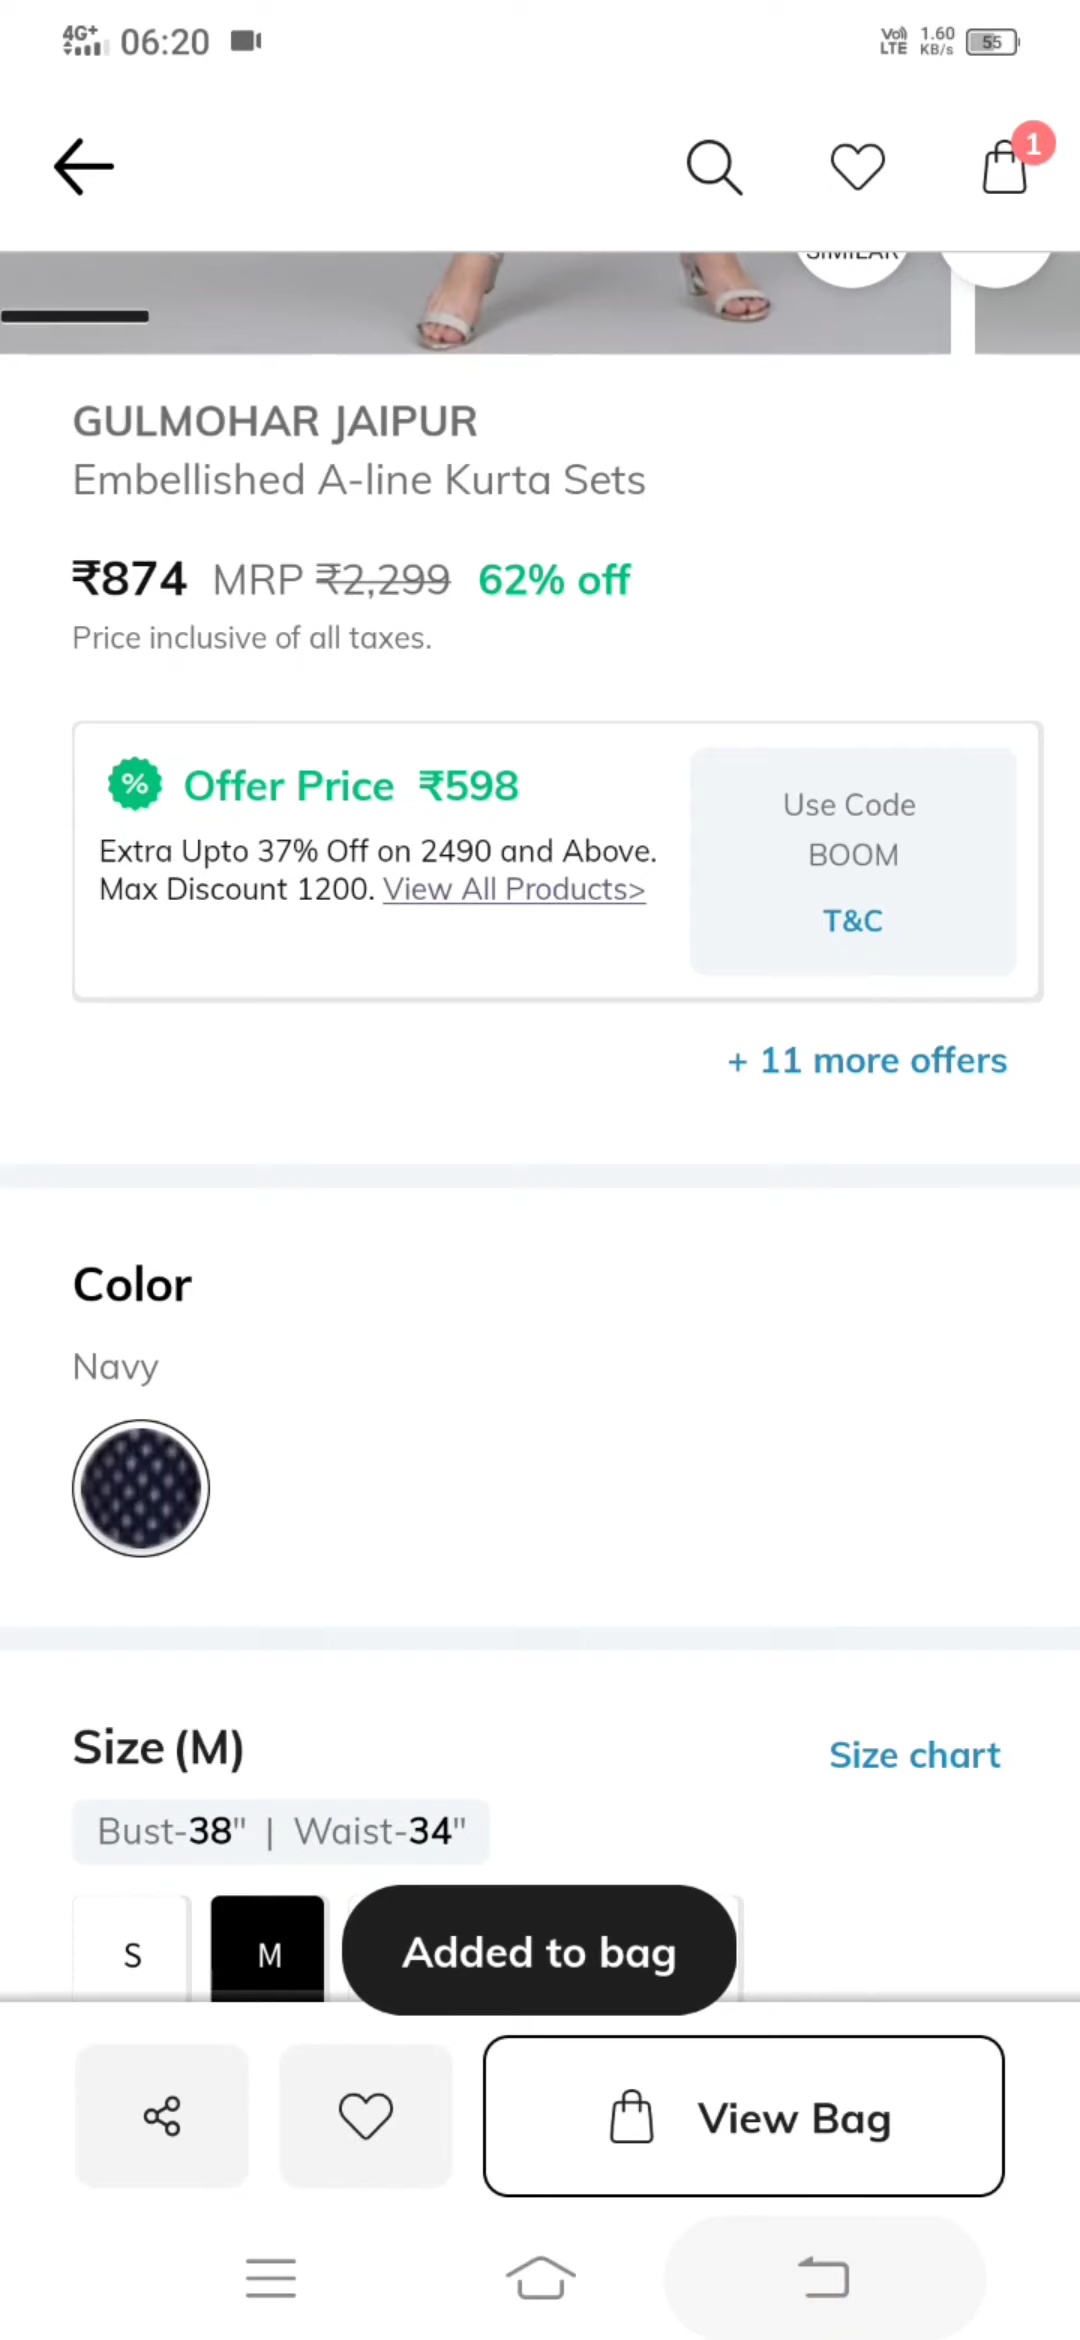 4G+ 06:20 Vo) LTE 1.60 KB/s 55
1
SIMILAR
GULMOHAR JAIPUR
Embellished A-line Kurta Sets
₹874 MRP ₹2,299 62% off
Price inclusive of all taxes.
% Offer Price ₹598
Extra Upto 37% Off on 2490 and Above.
Max Discount 1200. View All Products>
Use Code
BOOM
T&C
+ 11 more offers
Color
Navy
Size (M)
Size chart
Bust-38" | Waist-34"
S M
Added to bag
View Bag